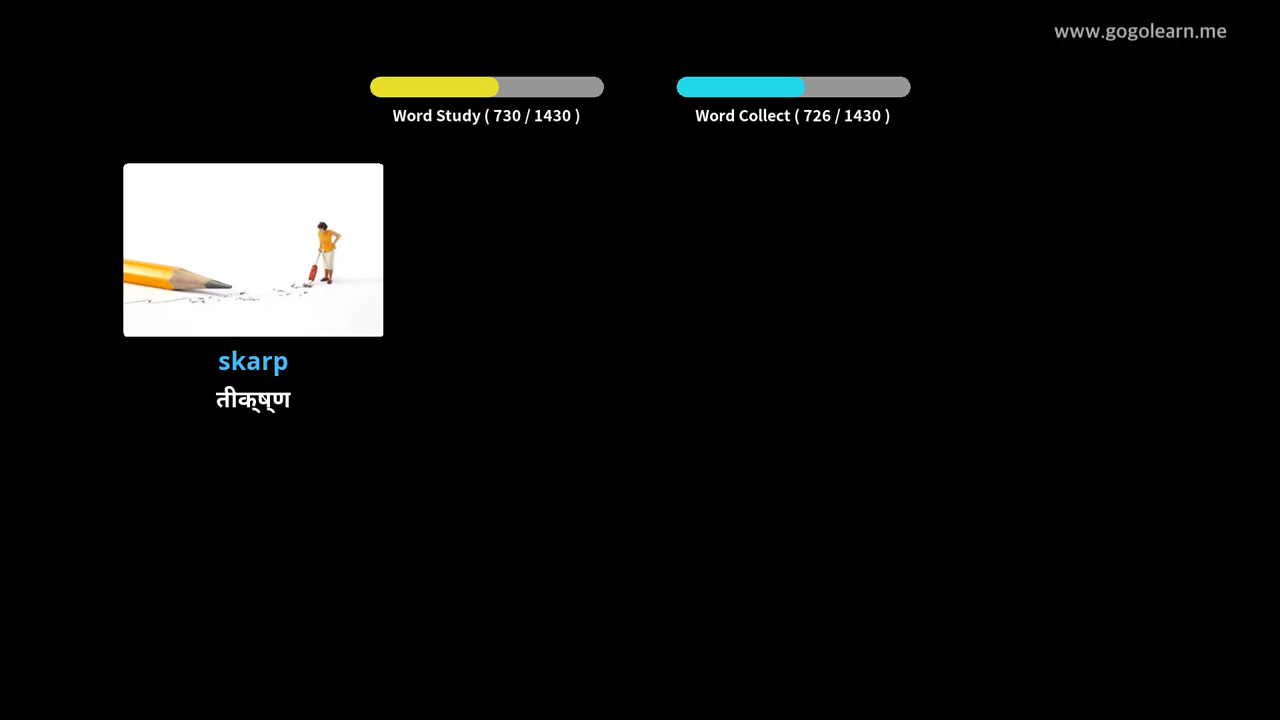 www.gogolearn.me
Word Study ( 730 / 1430 )
Word Collect ( 726 / 1430 )
skarp
तीक्ष्ण